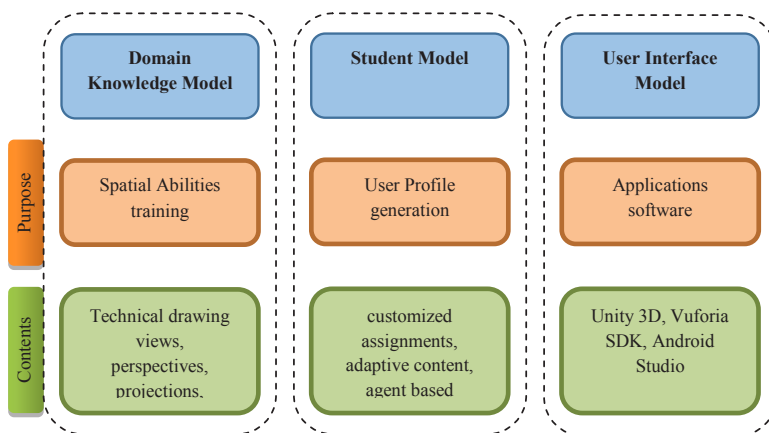 Domain
Knowledge Model
Student Model
User Interface
Model
Purpose
Spatial Abilities
training
User Profile
generation
Applications
software
Contents
Technical drawing
views,
perspectives,
projections,
customized
assignments,
adaptive content,
agent based
Unity 3D, Vuforia
SDK, Android
Studio